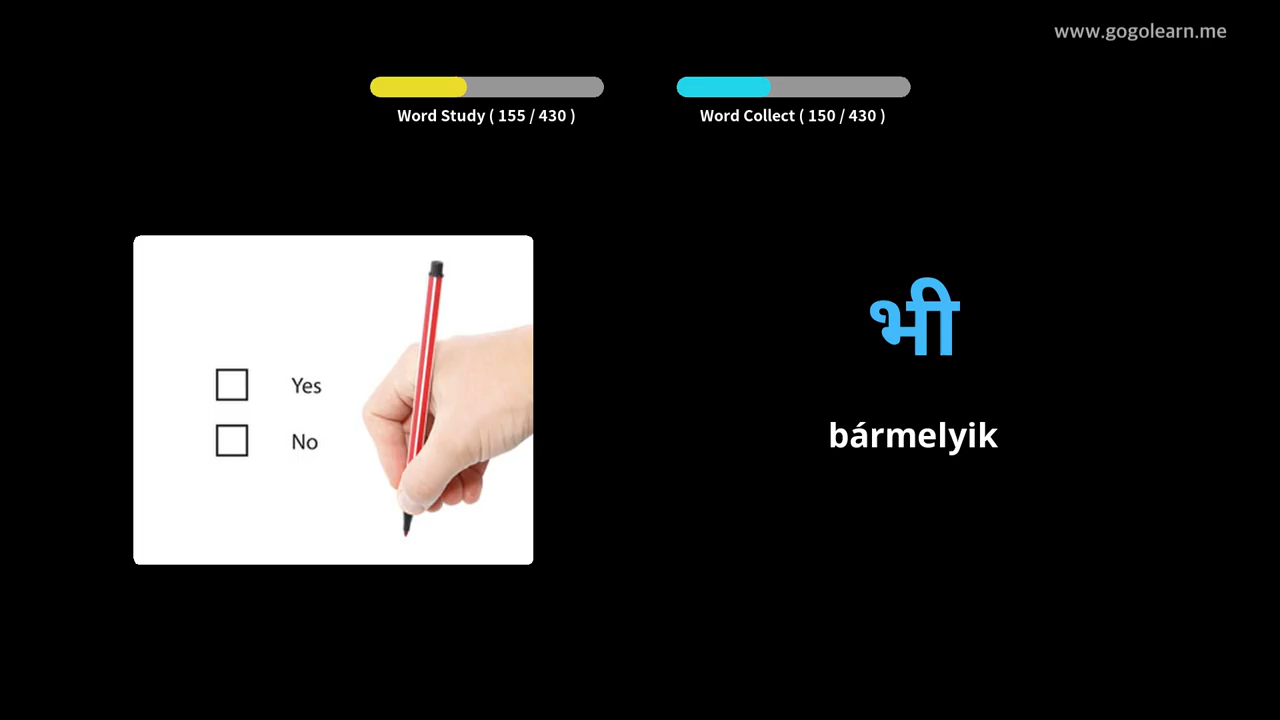 www.gogolearn.me
Word Study ( 155 / 430 )
Word Collect ( 150 / 430 )
Yes
No
भी
bármelyik